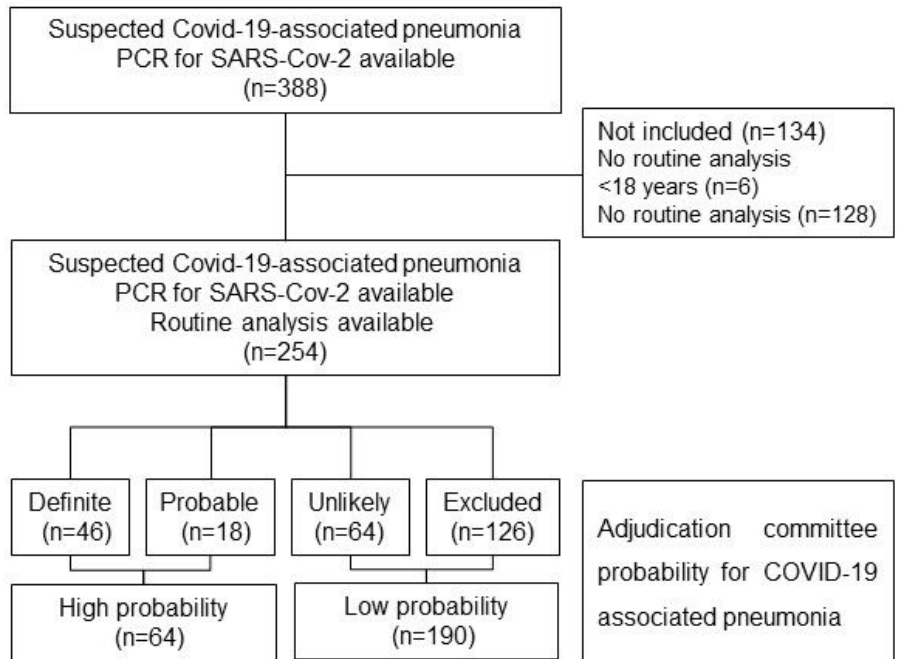 Suspected Covid-19-associated pneumonia
PCR for SARS-Cov-2 available
(n=388)
Not included (n=134)
No routine analysis
<18 years (n=6)
No routine analysis (n=128)
Suspected Covid-19-associated pneumonia
PCR for SARS-Cov-2 available
Routine analysis available
(n=254)
Definite
(n=46)
Probable
(n=18)
Unlikely
(n=64)
Excluded
(n=126)
High probability
(n=64)
Low probability
(n=190)
Adjudication committee
probability for COVID-19
associated pneumonia